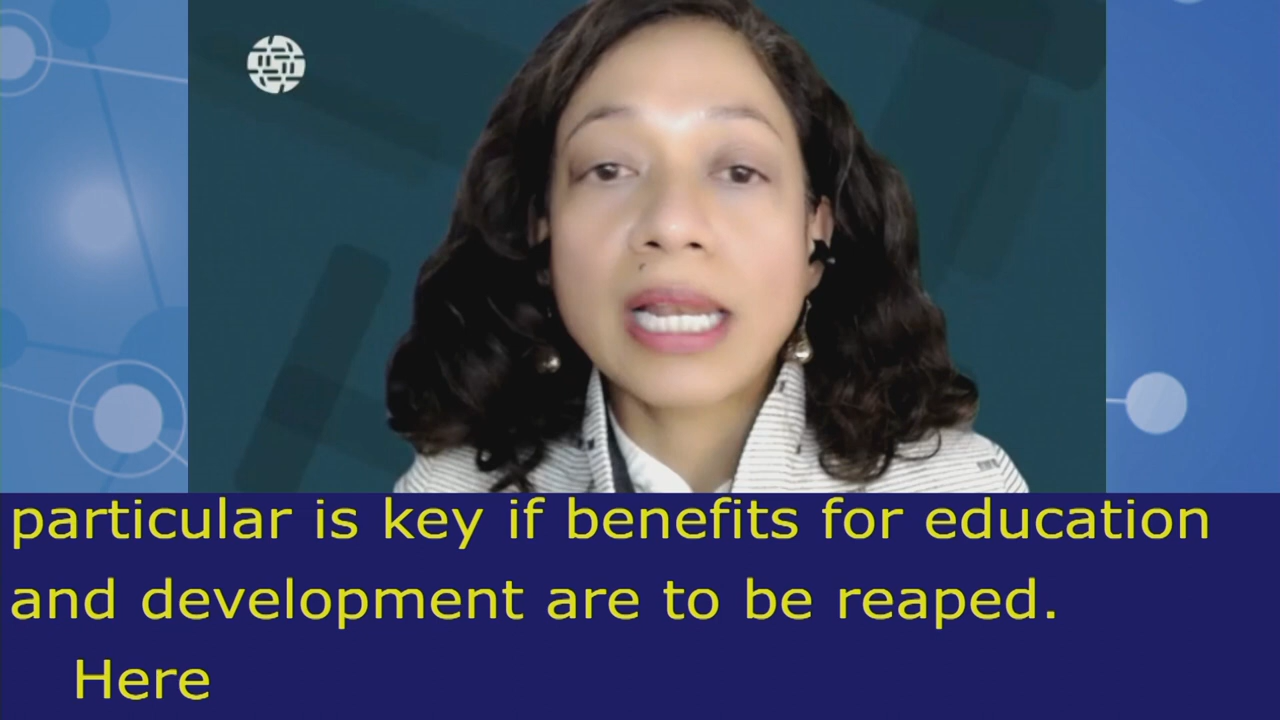 particular is key if benefits for education
and development are to be reaped.
Here